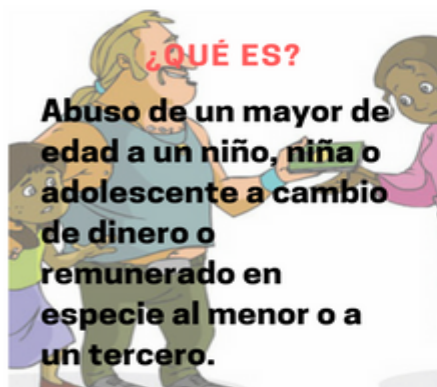 ¿QUÉ ES?
Abuso de un mayor de
edad a un niño, niña o
adolescente a cambio
de dinero o
remunerado en
especie al menor o a
un tercero.